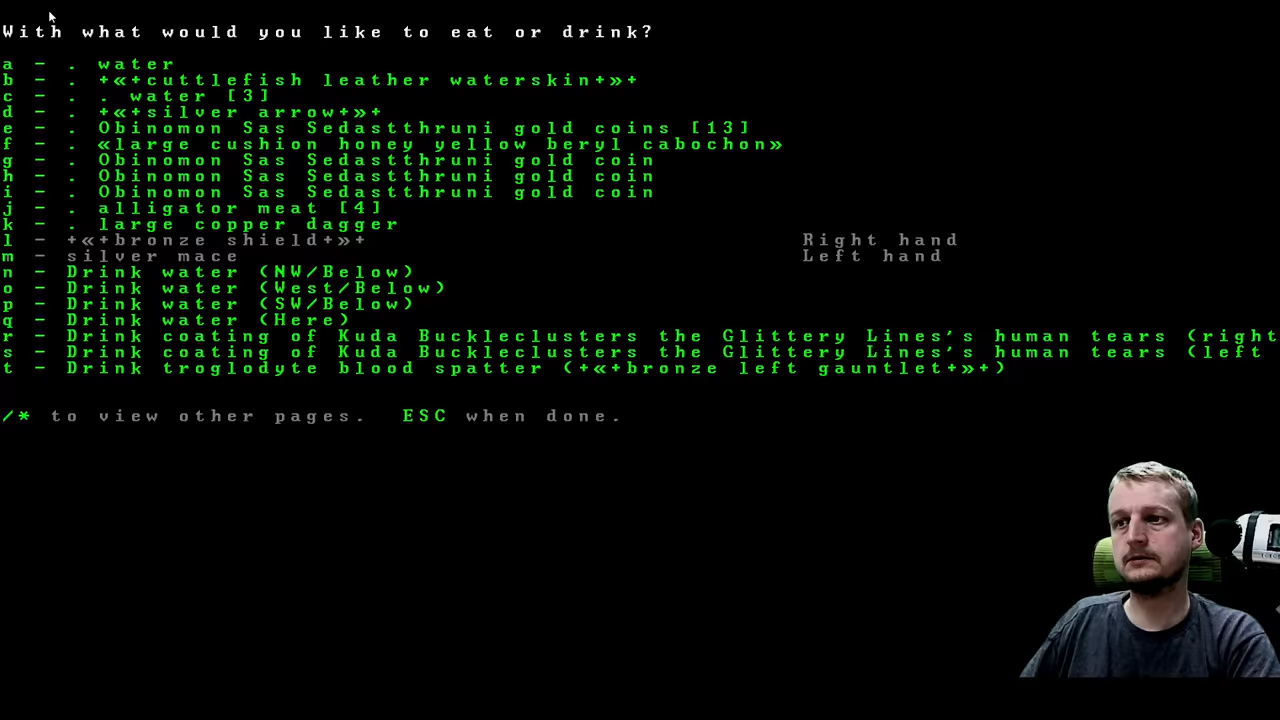 With what would you like to eat or drink?
a - . water
b - . +«+cuttlefish leather waterskin+»+
c - . . water [3]
d - . +«+silver arrow+»+
e - . Obinomon Sas Sedastthruni gold coins [13]
f - . «large cushion honey yellow beryl cabochon»
g - . Obinomon Sas Sedastthruni gold coin
h - . Obinomon Sas Sedastthruni gold coin
i - . Obinomon Sas Sedastthruni gold coin
j - . alligator meat [4]
k - . large copper dagger
l - +«+bronze shield+»+ Right hand
m - silver mace Left hand
n - Drink water (NW/Below)
o - Drink water (West/Below)
p - Drink water (SW/Below)
q - Drink water (Here)
r - Drink coating of Kuda Buckleclusters the Glittery Lines's human tears (right
s - Drink coating of Kuda Buckleclusters the Glittery Lines's human tears (left
t - Drink troglodyte blood spatter (+«+bronze left gauntlet+»+)
/* to view other pages. ESC when done.